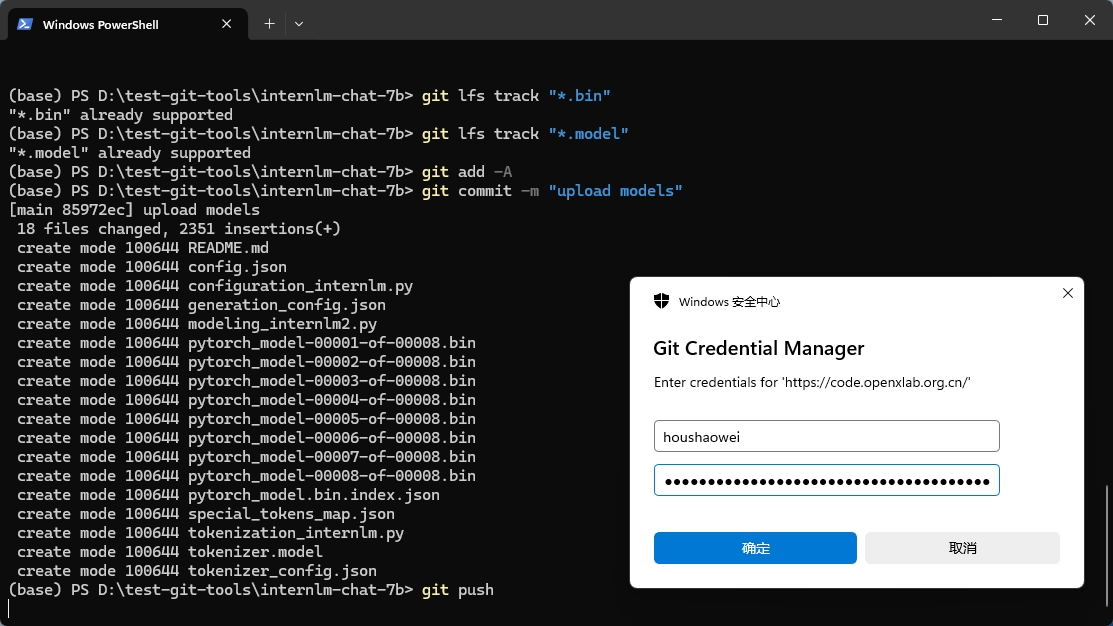 Windows PowerShell
(base) PS D:\test-git-tools\internlm-chat-7b> git lfs track "*.bin"
"*.bin" already supported
(base) PS D:\test-git-tools\internlm-chat-7b> git lfs track "*.model"
"*.model" already supported
(base) PS D:\test-git-tools\internlm-chat-7b> git add -A
(base) PS D:\test-git-tools\internlm-chat-7b> git commit -m "upload models"
[main 85972ec] upload models
 18 files changed, 2351 insertions(+)
 create mode 100644 README.md
 create mode 100644 config.json
 create mode 100644 configuration_internlm.py
 create mode 100644 generation_config.json
 create mode 100644 modeling_internlm2.py
 create mode 100644 pytorch_model-00001-of-00008.bin
 create mode 100644 pytorch_model-00002-of-00008.bin
 create mode 100644 pytorch_model-00003-of-00008.bin
 create mode 100644 pytorch_model-00004-of-00008.bin
 create mode 100644 pytorch_model-00005-of-00008.bin
 create mode 100644 pytorch_model-00006-of-00008.bin
 create mode 100644 pytorch_model-00007-of-00008.bin
 create mode 100644 pytorch_model-00008-of-00008.bin
 create mode 100644 pytorch_model.bin.index.json
 create mode 100644 special_tokens_map.json
 create mode 100644 tokenization_internlm.py
 create mode 100644 tokenizer.model
 create mode 100644 tokenizer_config.json
(base) PS D:\test-git-tools\internlm-chat-7b> git push
Windows 安全中心
Git Credential Manager
Enter credentials for 'https://code.openxlab.org.cn/'
houshaowei
确定
取消